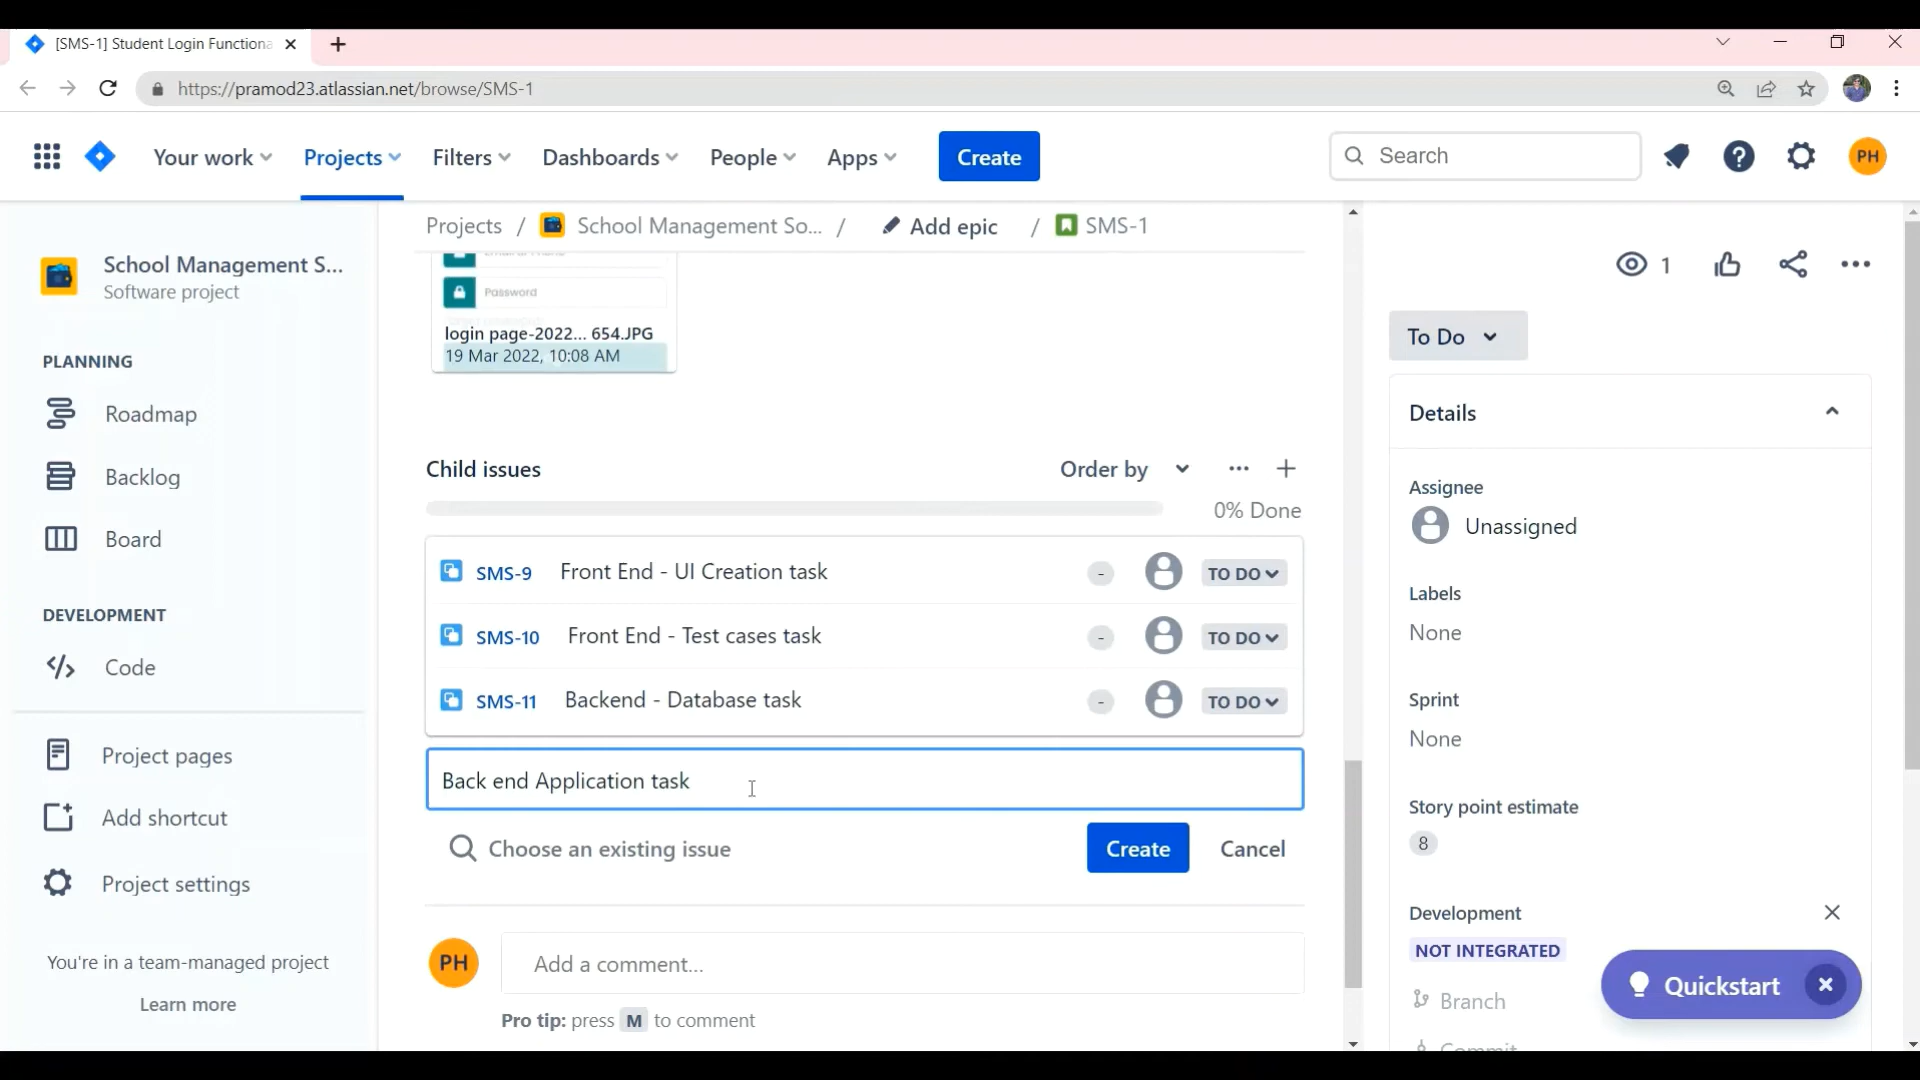 [SMS-1] Student Login Functiona
https://pramod23.atlassian.net/browse/SMS-1
Your work
Projects
Filters
Dashboards
People
Apps
Create
Search
PH
School Management S...
Software project
PLANNING
Roadmap
Backlog
Board
DEVELOPMENT
Code
Project pages
Add shortcut
Project settings
You're in a team-managed project
Learn more
Projects / School Management So... / Add epic / SMS-1
Password
login page-2022... 654.JPG
19 Mar 2022, 10:08 AM
Child issues
Order by
0% Done
SMS-9 Front End - UI Creation task - TO DO
SMS-10 Front End - Test cases task - TO DO
SMS-11 Backend - Database task - TO DO
Back end Application task
Choose an existing issue
Create
Cancel
PH
Add a comment...
Pro tip: press M to comment
1
To Do
Details
Assignee
Unassigned
Labels
None
Sprint
None
Story point estimate
8
Development
NOT INTEGRATED
Branch
Commit
Quickstart